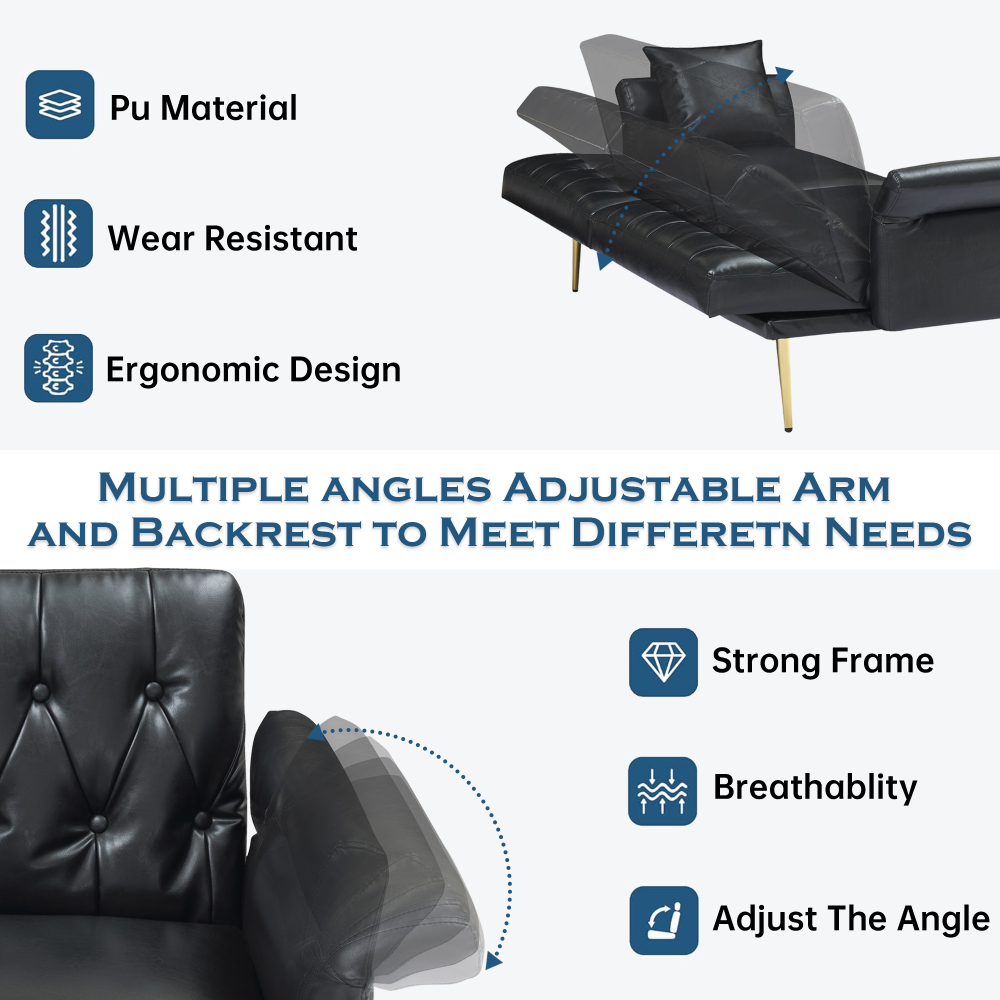 Pu Material
Wear Resistant
Ergonomic Design
Multiple angles Adjustable Arm
and Backrest to Meet Differetn Needs
Strong Frame
Breathablity
Adjust The Angle